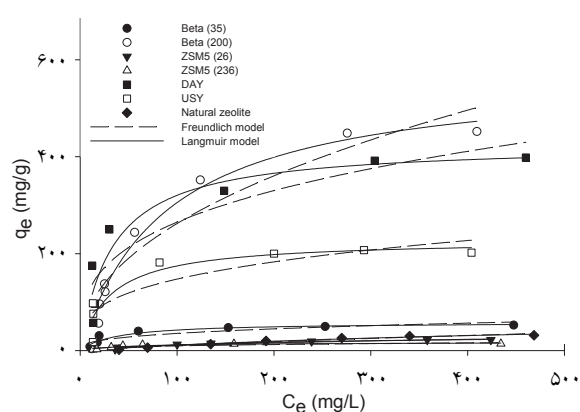 Beta (35)
Beta (200)
ZSM5 (26)
ZSM5 (236)
DAY
USY
Natural zeolite
Freundlich model
Langmuir model
qe (mg/g)
۶۰۰
۴۰۰
۲۰۰
۰
۰ ۱۰۰ ۲۰۰ ۳۰۰ ۴۰۰ ۵۰۰
Ce (mg/L)